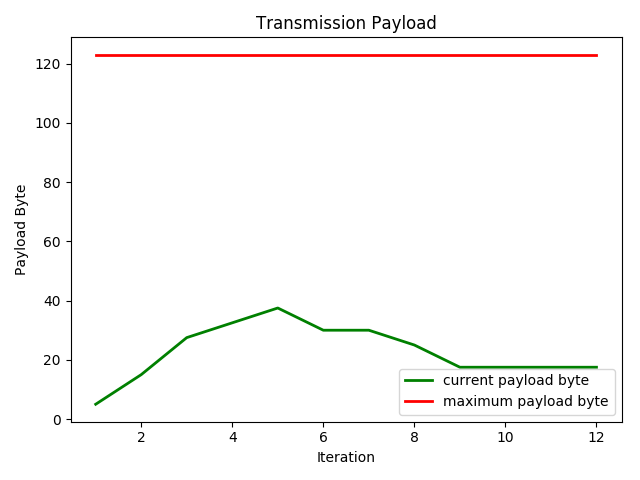 Transmission Payload
120
100
80
60
40
20
0
Payload Byte
2 4 6 8 10 12
Iteration
current payload byte
maximum payload byte